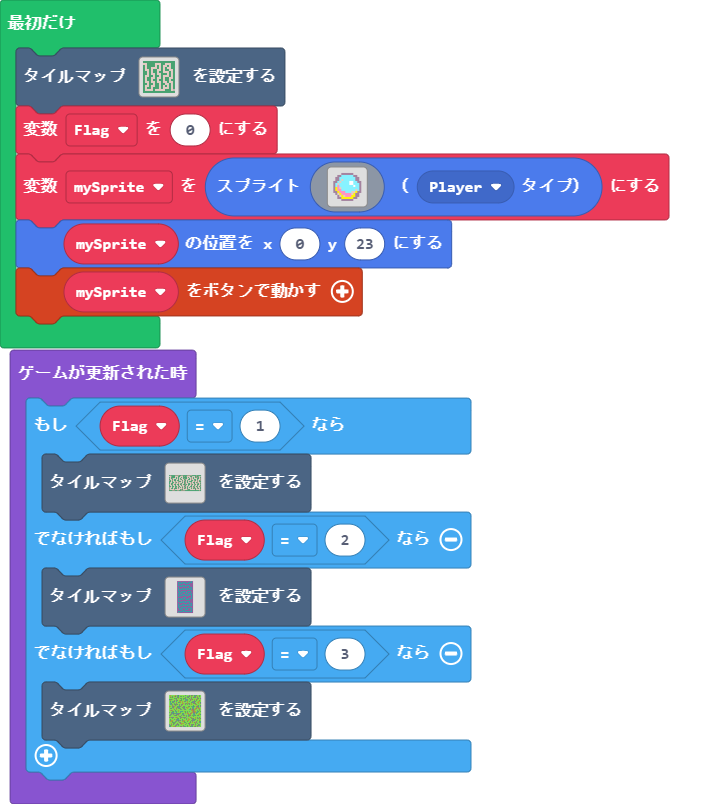 最初だけ
タイルマップ を設定する
変数 Flag を 0 にする
変数 mySprite を スプライト ( Player タイプ) にする
mySprite の位置を x 0 y 23 にする
mySprite をボタンで動かす
ゲームが更新された時
もし Flag = 1 なら
タイルマップ を設定する
でなければもし Flag = 2 なら
タイルマップ を設定する
でなければもし Flag = 3 なら
タイルマップ を設定する